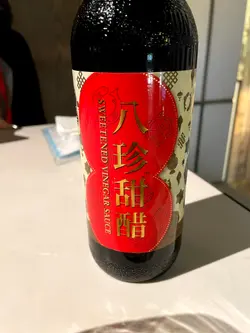 八珍甜醋
SWEETENED VINEGAR SAUCE